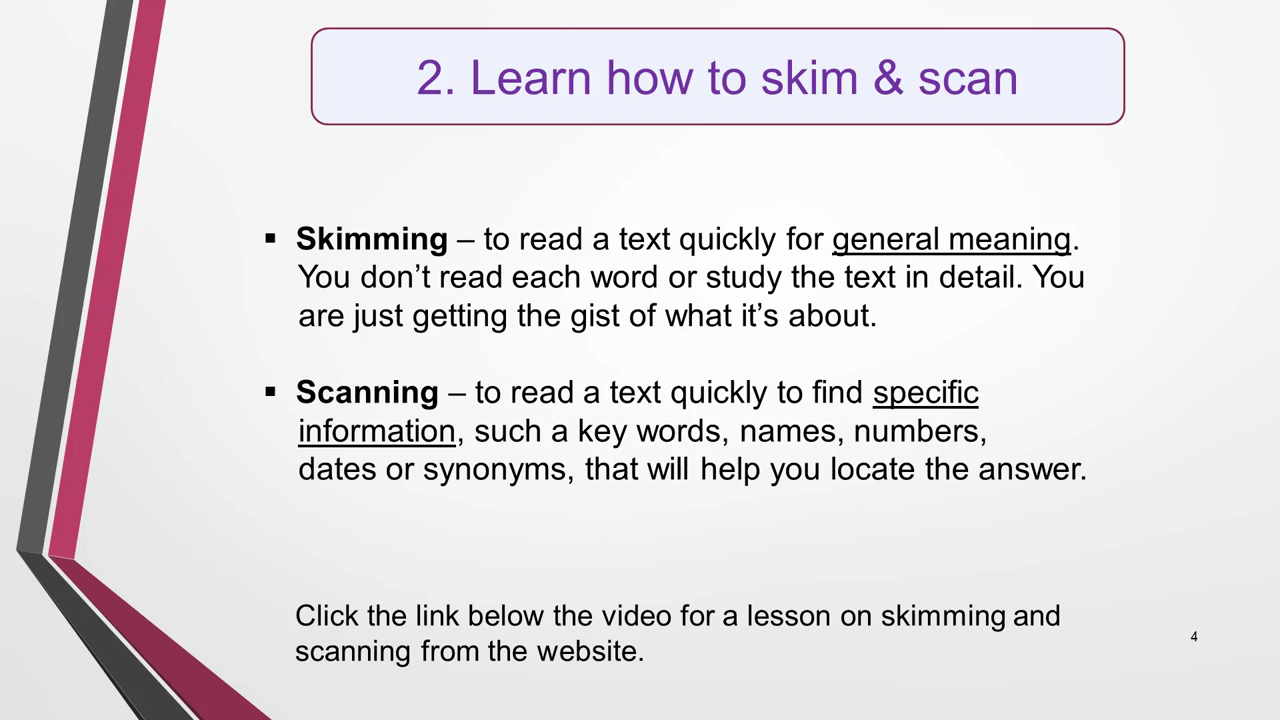 2. Learn how to skim & scan
▪ Skimming – to read a text quickly for general meaning.
You don’t read each word or study the text in detail. You
are just getting the gist of what it’s about.
▪ Scanning – to read a text quickly to find specific
information, such a key words, names, numbers,
dates or synonyms, that will help you locate the answer.
Click the link below the video for a lesson on skimming and
scanning from the website.
4